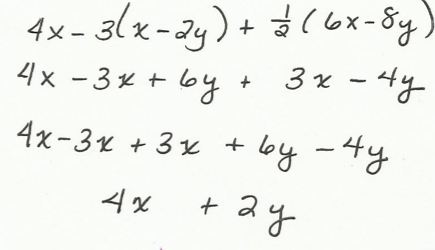 4x - 3(x - 2y) + 1/2 (6x - 8y)
4x - 3x + 6y + 3x - 4y
4x - 3x + 3x + 6y - 4y
4x + 2y